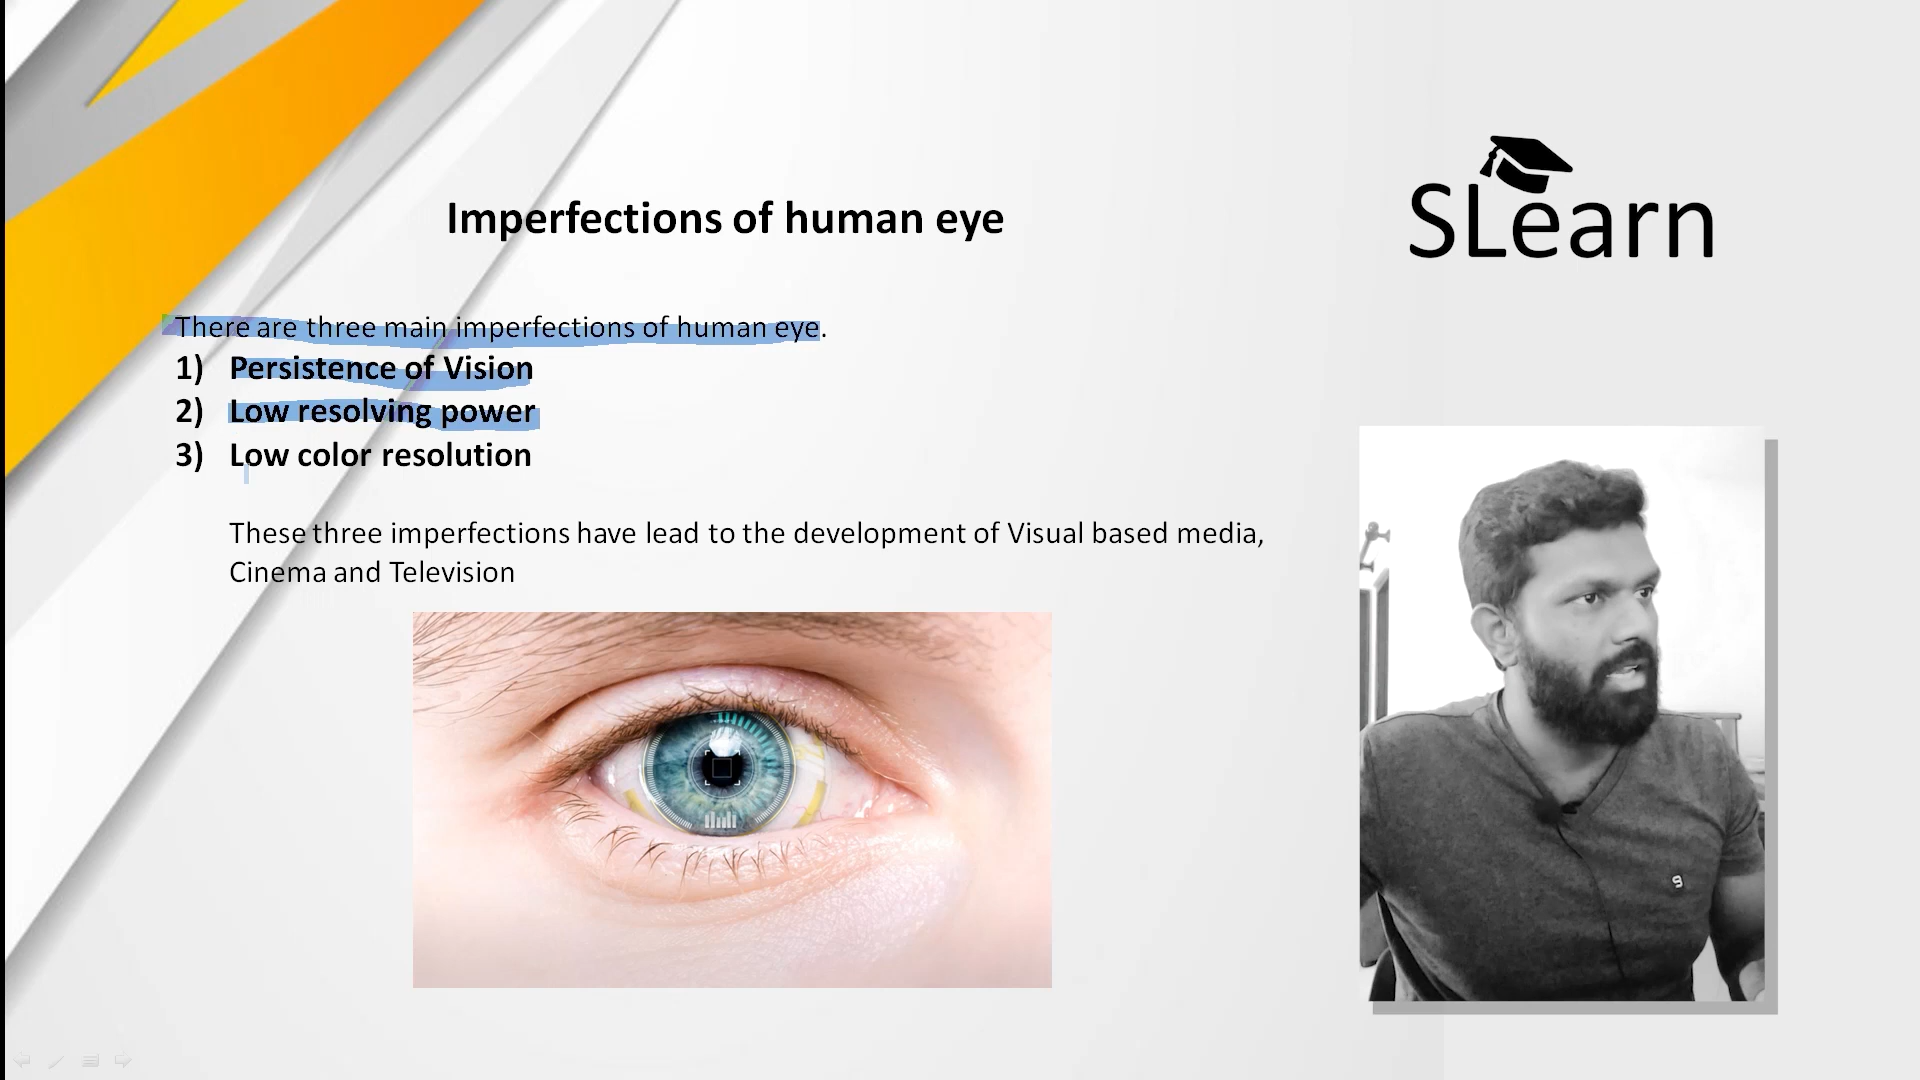 Imperfections of human eye
SLearn
There are three main imperfections of human eye.
1) Persistence of Vision
2) Low resolving power
3) Low color resolution
These three imperfections have lead to the development of Visual based media,
Cinema and Television